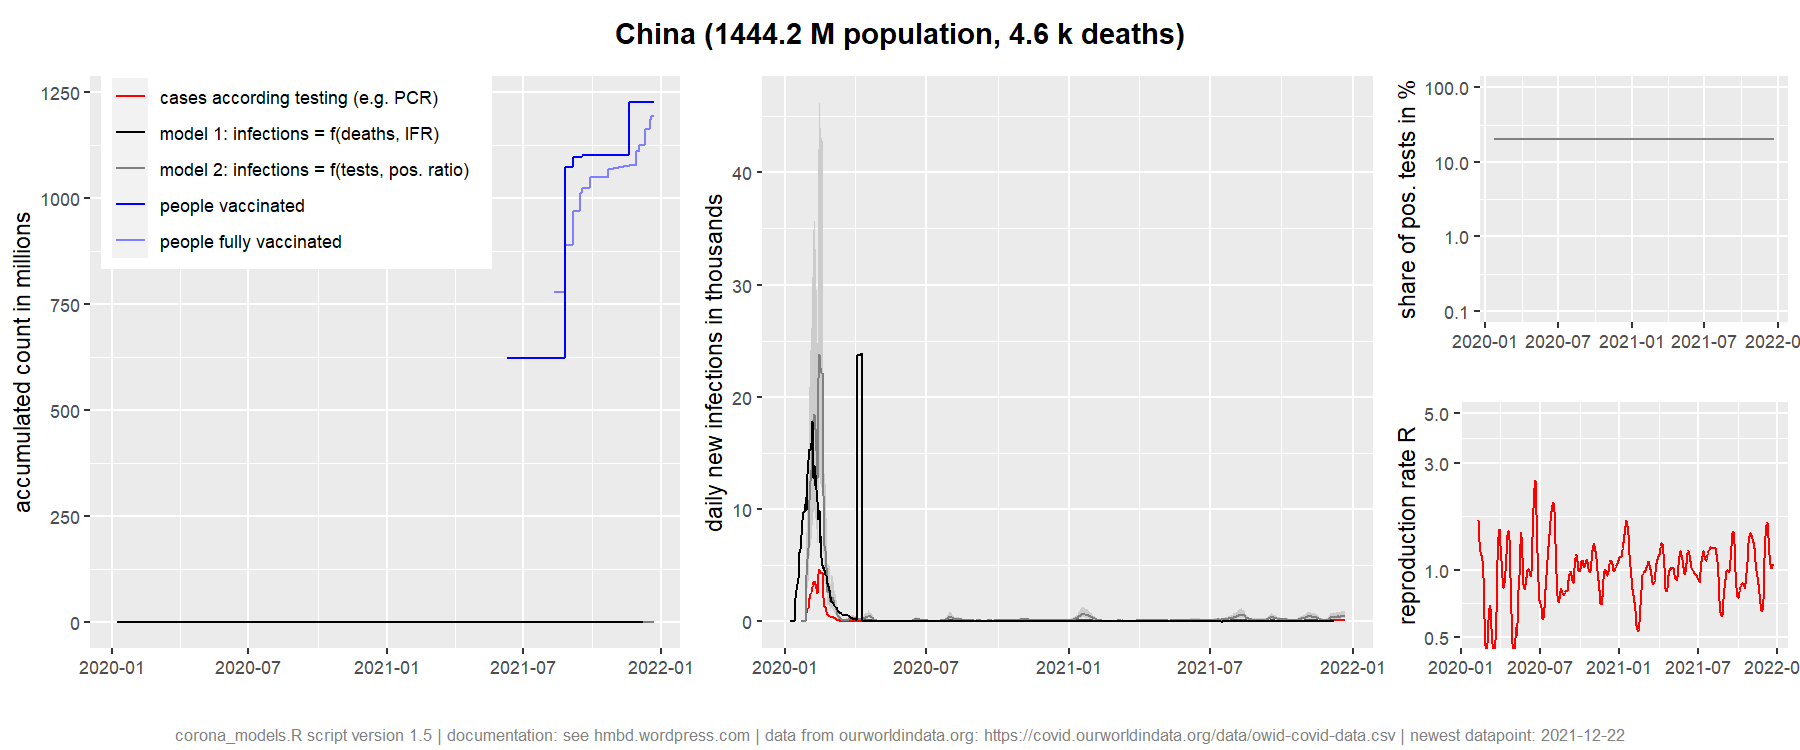 China (1444.2 M population, 4.6 k deaths)
accumulated count in millions
1250
1000
750
500
250
0
cases according testing (e.g. PCR)
model 1: infections = f(deaths, IFR)
model 2: infections = f(tests, pos. ratio)
people vaccinated
people fully vaccinated
2020-01 2020-07 2021-01 2021-07 2022-01
daily new infections in thousands
40
30
20
10
0
2020-01 2020-07 2021-01 2021-07 2022-01
share of pos. tests in %
100.0
10.0
1.0
0.1
2020-01 2020-07 2021-01 2021-07 2022-0
reproduction rate R
5.0
3.0
1.0
0.5
2020-01 2020-07 2021-01 2021-07 2022-0
corona_models.R script version 1.5 | documentation: see hmbd.wordpress.com | data from ourworldindata.org: https://covid.ourworldindata.org/data/owid-covid-data.csv | newest datapoint: 2021-12-22